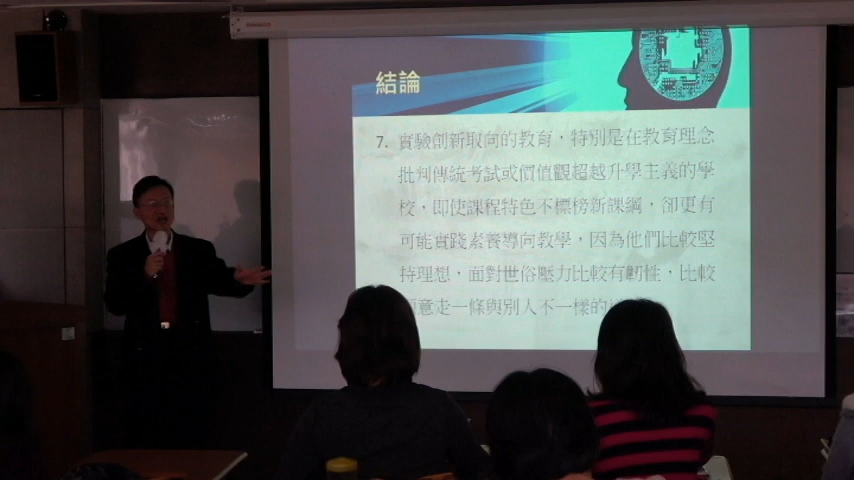 結論
7. 實驗創新取向的教育，特別是在教育理念
批判傳統考試或價值觀超越升學主義的學
校，即使課程特色不標榜新課綱，卻更有
可能實踐素養導向教學，因為他們比較堅
持理想，面對世俗壓力比較有韌性，比較
意走一條與別人不一樣的